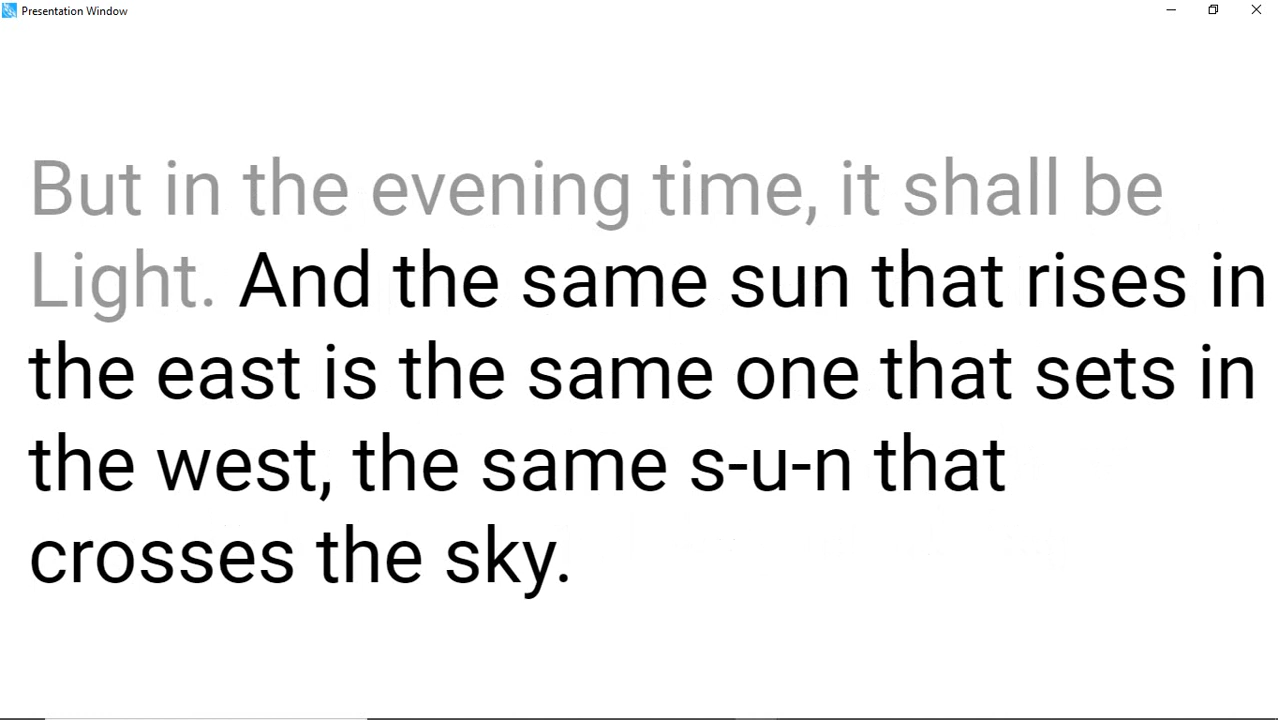 Presentation Window
But in the evening time, it shall be
Light. And the same sun that rises in
the east is the same one that sets in
the west, the same s-u-n that
crosses the sky.